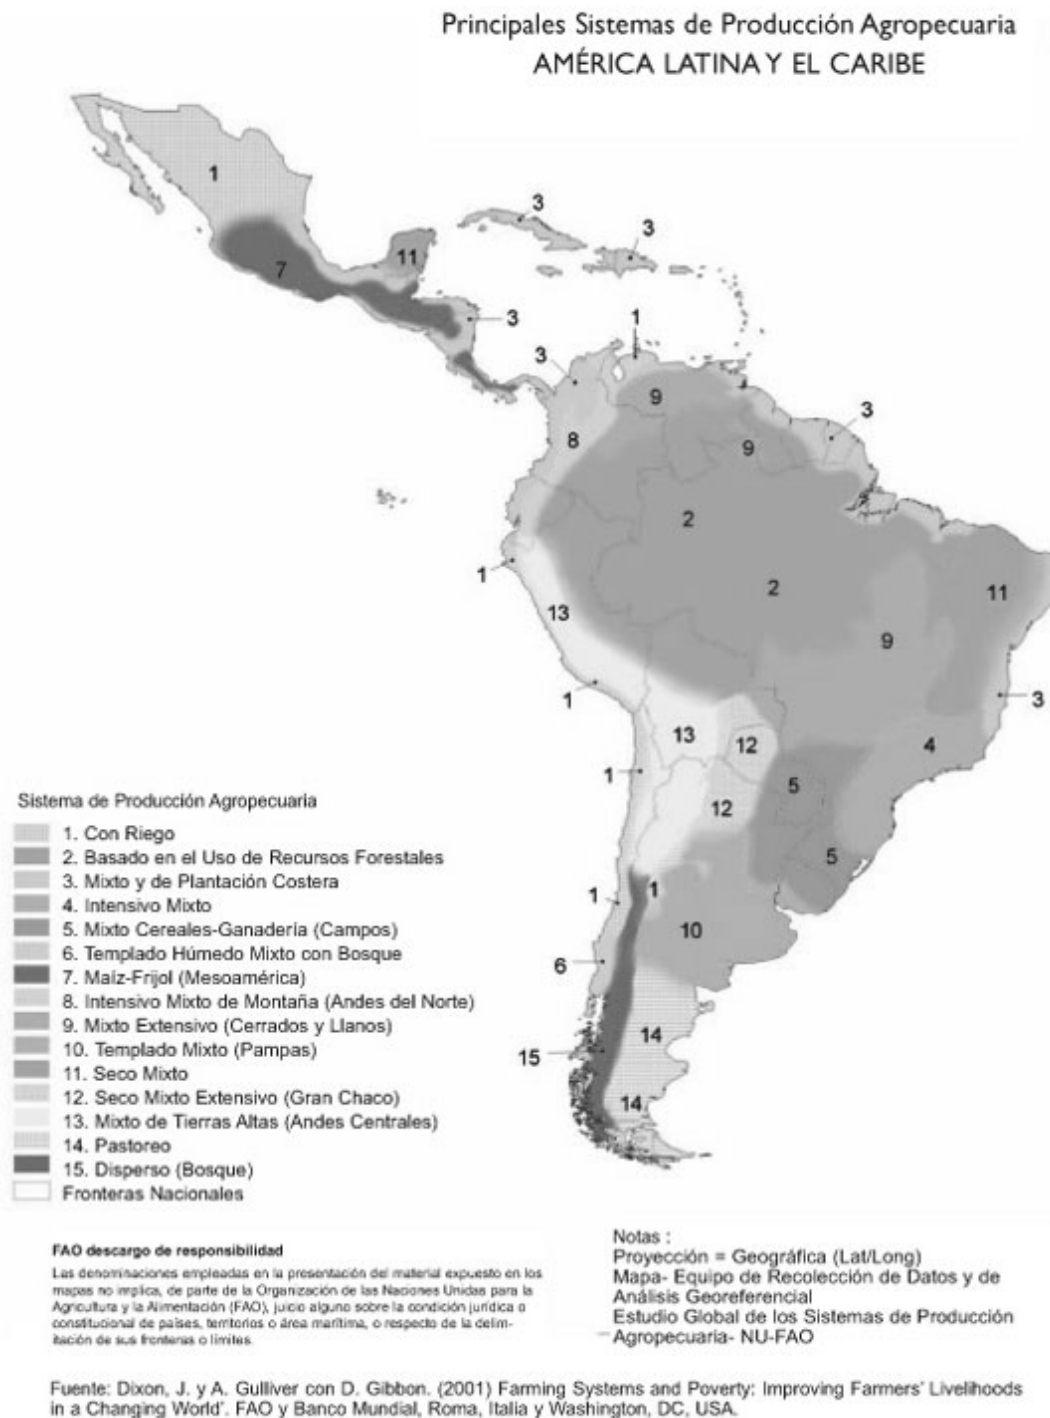 Principales Sistemas de Producción Agropecuaria
AMÉRICA LATINA Y EL CARIBE
1
3
3
11
7
3
1
3
9
3
8
9
2
1
2
11
13
9
1
3
13
12
4
1
5
12
5
1
1
10
6
14
15
14
Sistema de Producción Agropecuaria
1. Con Riego
2. Basado en el Uso de Recursos Forestales
3. Mixto y de Plantación Costera
4. Intensivo Mixto
5. Mixto Cereales-Ganadería (Campos)
6. Templado Húmedo Mixto con Bosque
7. Maíz-Frijol (Mesoamérica)
8. Intensivo Mixto de Montaña (Andes del Norte)
9. Mixto Extensivo (Cerrados y Llanos)
10. Templado Mixto (Pampas)
11. Seco Mixto
12. Seco Mixto Extensivo (Gran Chaco)
13. Mixto de Tierras Altas (Andes Centrales)
14. Pastoreo
15. Disperso (Bosque)
Fronteras Nacionales
FAO descargo de responsibilidad
Las denominaciones empleadas en la presentación del material expuesto en los
mapas no implica, de parte de la Organización de las Naciones Unidas para la
Agricultura y la Alimentación (FAO), juicio alguno sobre la condición jurídica o
constitucional de países, territorios o área marítima, o respecto de la delim-
itación de sus fronteras o límites.
Notas :
Proyección = Geográfica (Lat/Long)
Mapa- Equipo de Recolección de Datos y de
Análisis Georeferencial
Estudio Global de los Sistemas de Producción
Agropecuaria- NU-FAO
Fuente: Dixon, J. y A. Gulliver con D. Gibbon. (2001) Farming Systems and Poverty: Improving Farmers' Livelihoods
in a Changing World'. FAO y Banco Mundial, Roma, Italia y Washington, DC, USA.